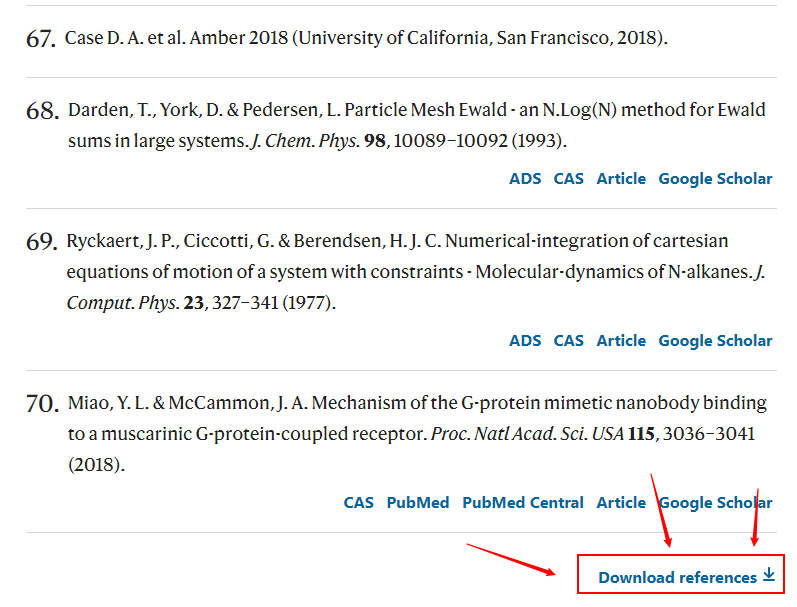 67. Case D. A. et al. Amber 2018 (University of California, San Francisco, 2018).
68. Darden, T., York, D. & Pedersen, L. Particle Mesh Ewald - an N.Log(N) method for Ewald
sums in large systems. J. Chem. Phys. 98, 10089–10092 (1993).
ADS CAS Article Google Scholar
69. Ryckaert, J. P., Ciccotti, G. & Berendsen, H. J. C. Numerical-integration of cartesian
equations of motion of a system with constraints - Molecular-dynamics of N-alkanes. J.
Comput. Phys. 23, 327–341 (1977).
ADS CAS Article Google Scholar
70. Miao, Y. L. & McCammon, J. A. Mechanism of the G-protein mimetic nanobody binding
to a muscarinic G-protein-coupled receptor. Proc. Natl Acad. Sci. USA 115, 3036–3041
(2018).
CAS PubMed PubMed Central Article Google Scholar
Download references